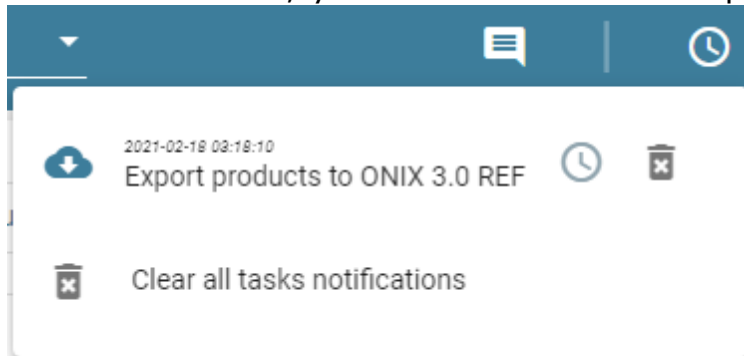 2021-02-18 03:18:10
Export products to ONIX 3.0 REF
Clear all tasks notifications